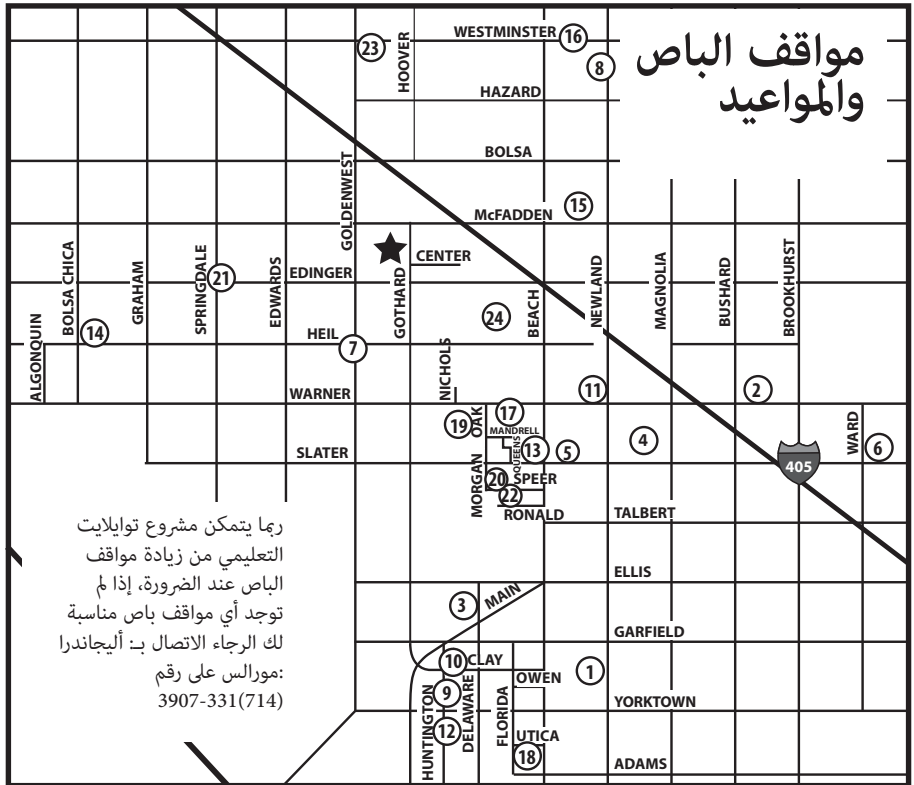 مواقف الباص
والمواعيد
WESTMINSTER
16
23
HOOVER
8
HAZARD
BOLSA
GOLDENWEST
15
McFADDEN
CENTER
BOLSA CHICA
GRAHAM
SPRINGDALE
21
EDWARDS
EDINGER
GOTHARD
BEACH
NEWLAND
MAGNOLIA
BUSHARD
BROOKHURST
24
ALGONQUIN
14
HEIL
7
NICHOLS
WARNER
11
2
OAK
17
19
MANDRELL
QUEENS
13
5
4
405
WARD
6
SLATER
MORGAN
20
SPEER
22
RONALD
TALBERT
ربما يتمكن مشروع توايلايت
التعليمي من زيادة مواقف
الباص عند الضرورة، إذا لم
توجد أي مواقف باص مناسبة
لك الرجاء الاتصال بـ: أليجاندرا
:مورالس على رقم
3907-331(714)
ELLIS
3
MAIN
GARFIELD
10
CLAY
1
OWEN
9
HUNTINGTON
DELAWARE
FLORIDA
YORKTOWN
12
UTICA
18
ADAMS